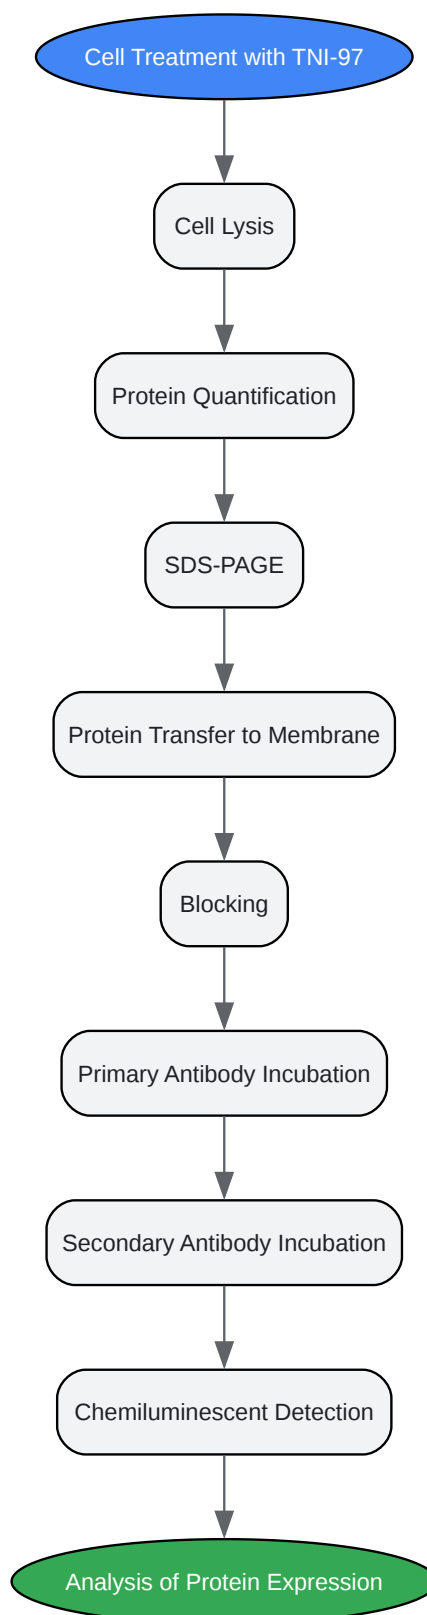 Cell Treatment with TNI-97
Cell Lysis
Protein Quantification
SDS-PAGE
Protein Transfer to Membrane
Blocking
Primary Antibody Incubation
Secondary Antibody Incubation
Chemiluminescent Detection
Analysis of Protein Expression